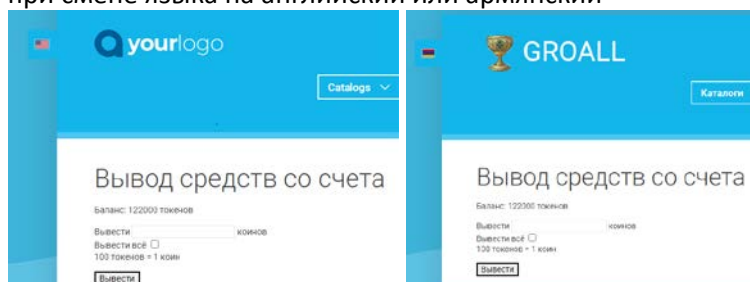 при смене языка на английский или армянский
yourlogo
Catalogs
Вывод средств со счета
Баланс: 122000 токенов
Вывести коинов
Вывести всё
100 токенов = 1 коин
Вывести
GROALL
Каталоги
Вывод средств со счета
Баланс: 122000 токенов
Вывести коинов
Вывести всё
100 токенов = 1 коин
Вывести